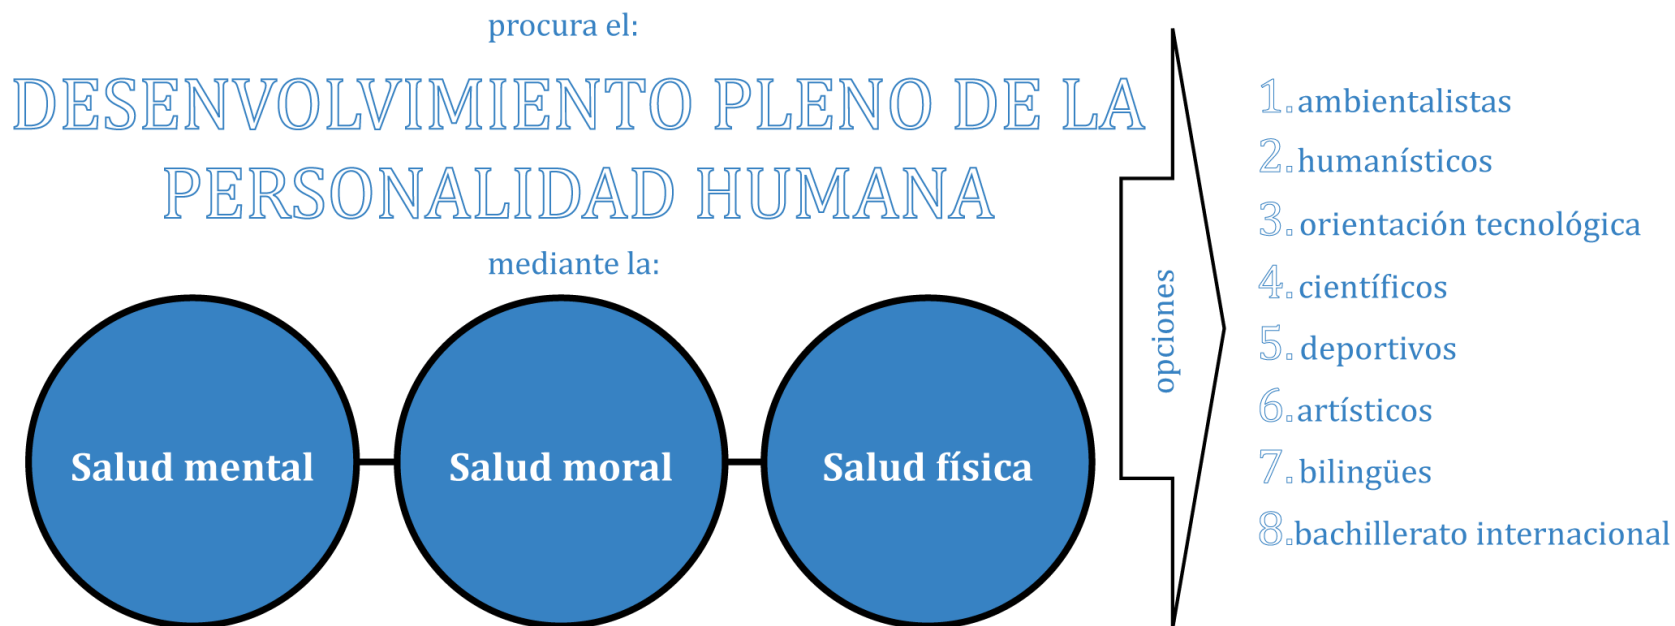 procura el:
DESENVOLVIMIENTO PLENO DE LA
PERSONALIDAD HUMANA
mediante la:
Salud mental
Salud moral
Salud física
opciones
1. ambientalistas
2. humanísticos
3. orientación tecnológica
4. científicos
5. deportivos
6. artísticos
7. bilingües
8. bachillerato internacional